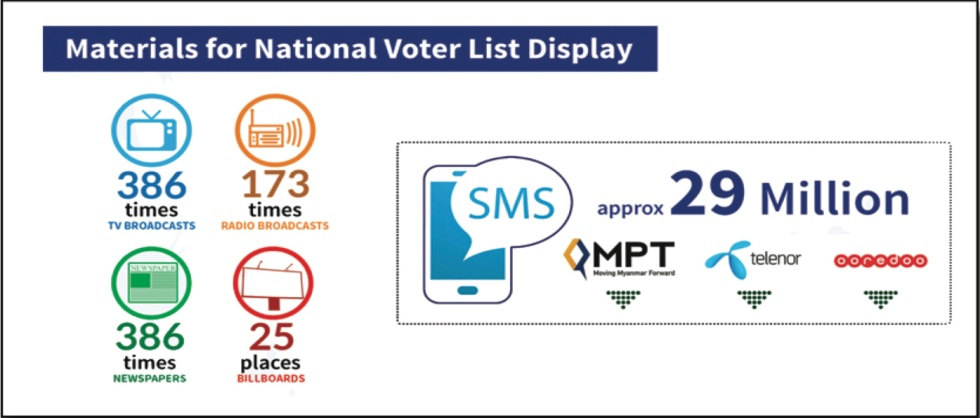 Materials for National Voter List Display
386
times
TV BROADCASTS
173
times
RADIO BROADCASTS
NEWSPAPER
386
times
NEWSPAPERS
25
places
BILLBOARDS
SMS
approx 29 Million
MPT
Moving Myanmar Forward
telenor
ooredoo